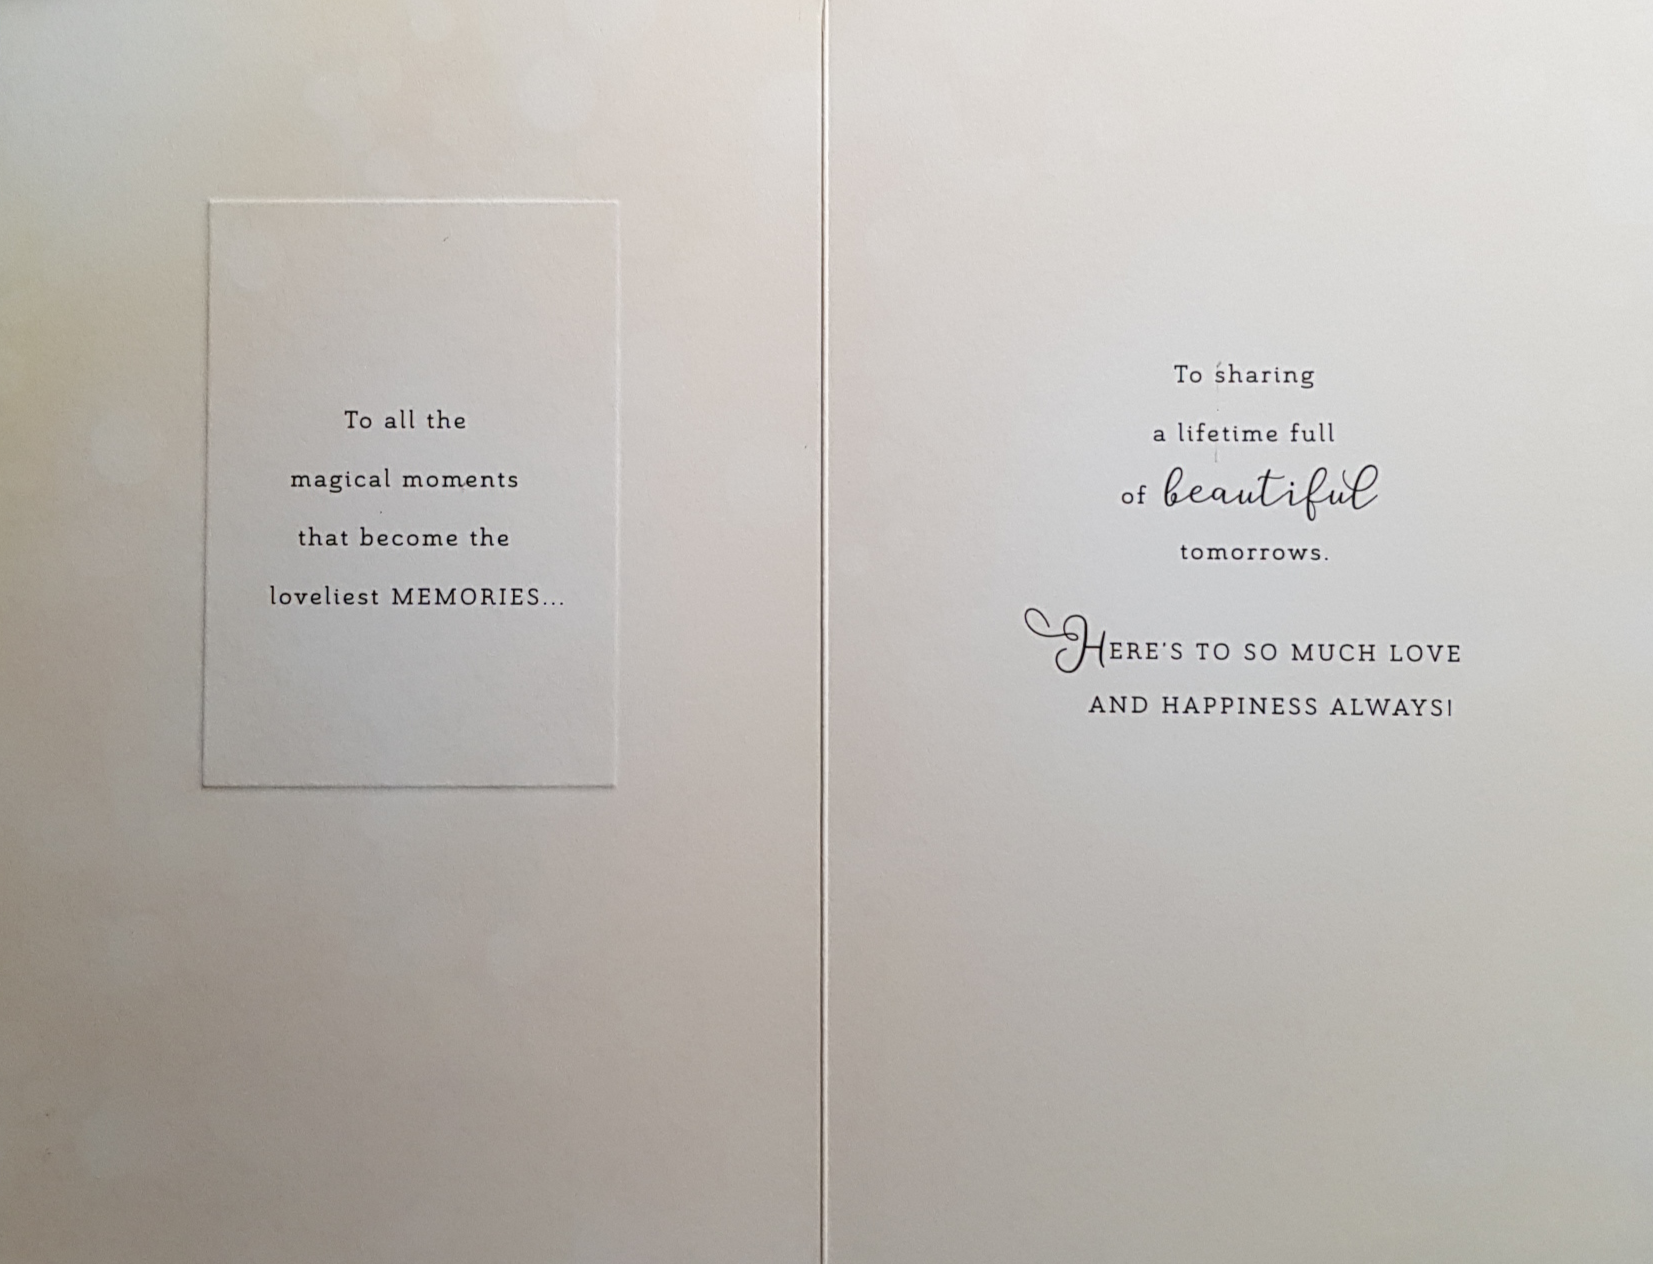 To all the
magical moments
that become the
loveliest MEMORIES...
To sharing
a lifetime full
of beautiful
tomorrows.
HERE'S TO SO MUCH LOVE
AND HAPPINESS ALWAYS!